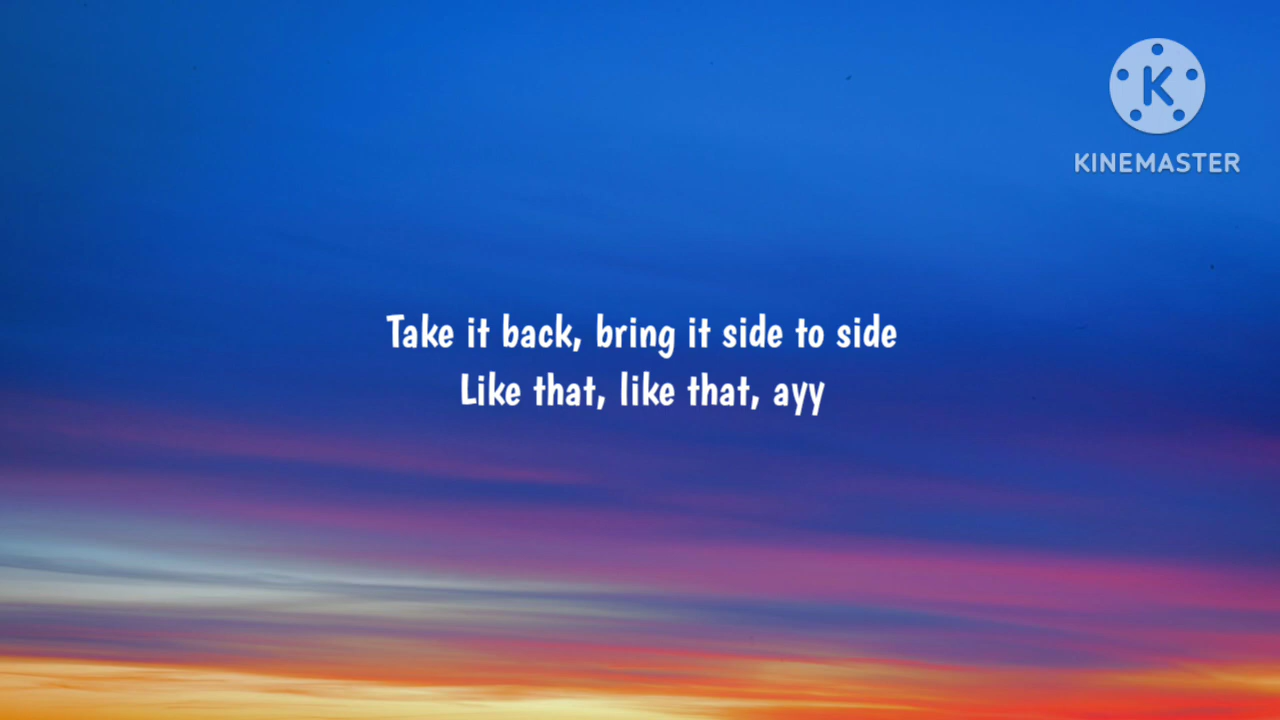 K
KINEMASTER
Take it back, bring it side to side
Like that, like that, ayy